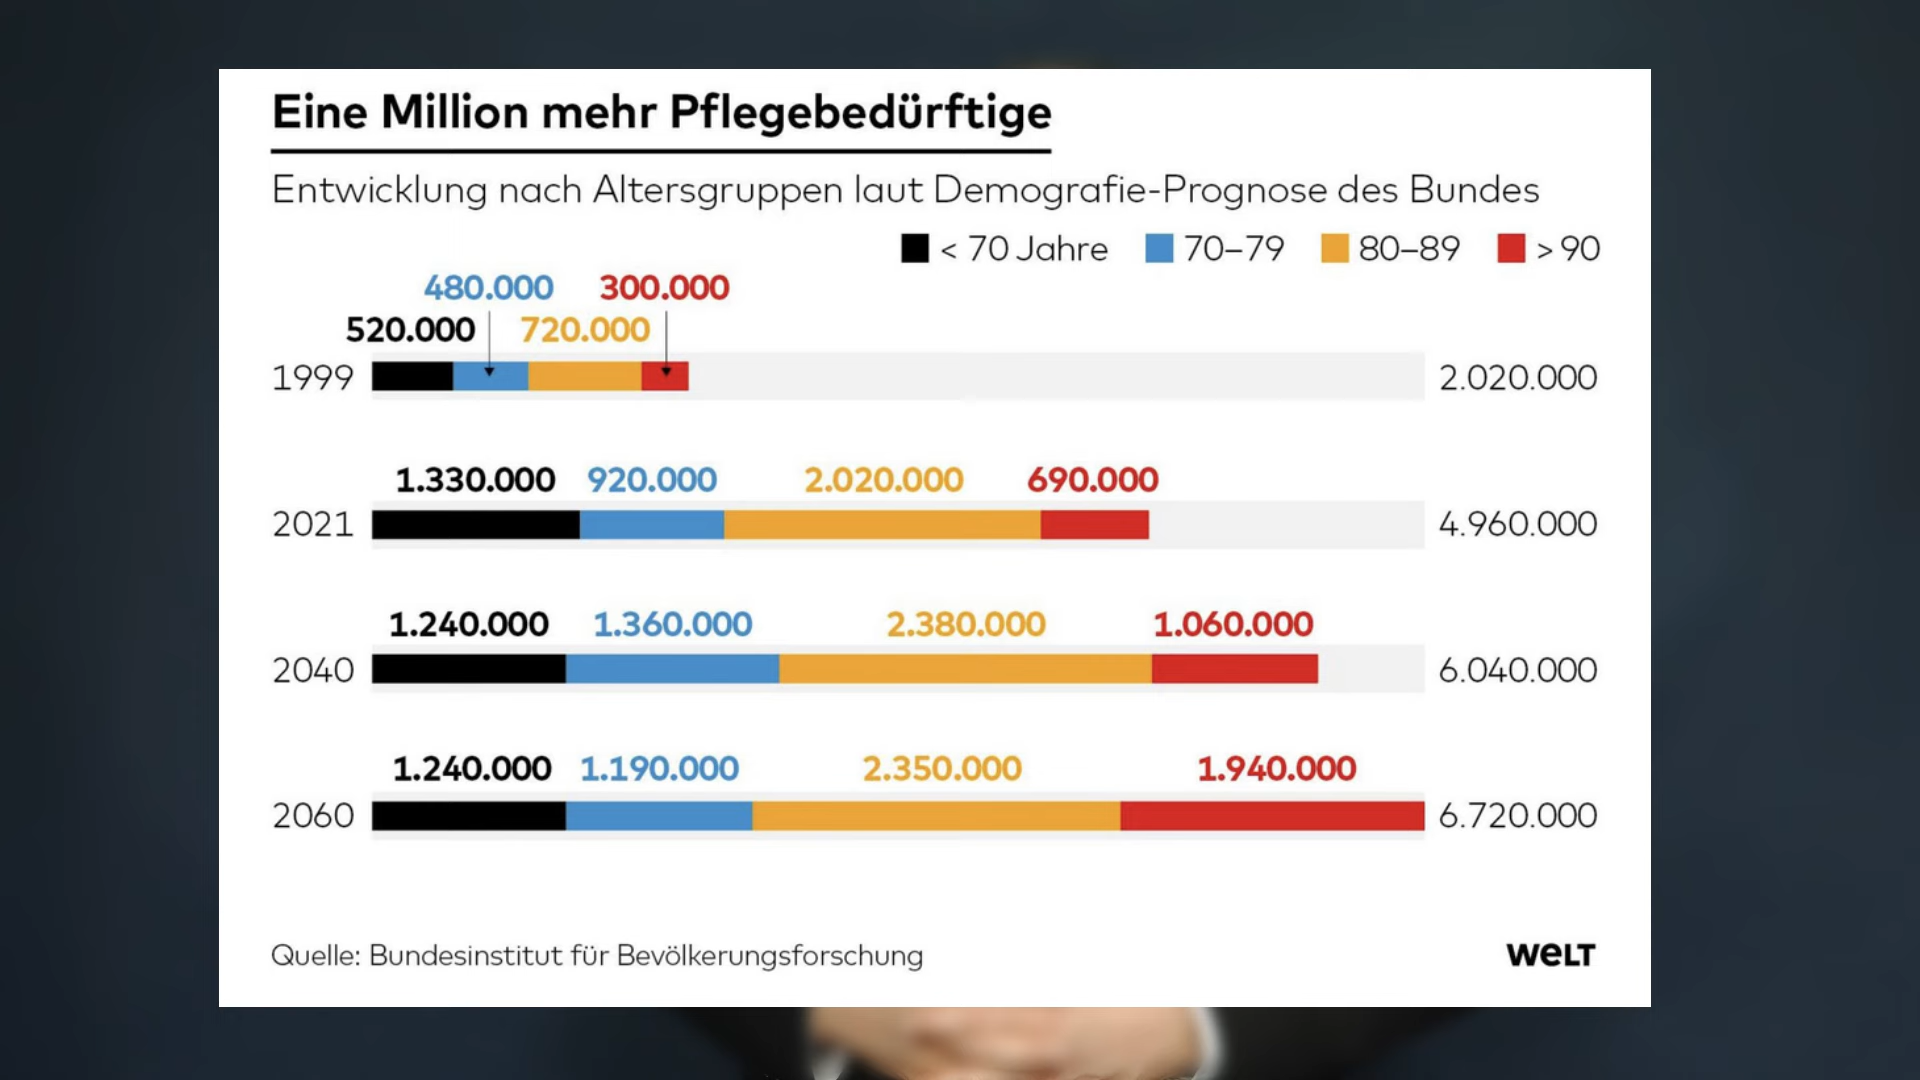 Eine Million mehr Pflegebedürftige
Entwicklung nach Altersgruppen laut Demografie-Prognose des Bundes
< 70 Jahre 70–79 80–89 > 90
480.000 300.000
520.000 720.000
1999 2.020.000
1.330.000 920.000 2.020.000 690.000
2021 4.960.000
1.240.000 1.360.000 2.380.000 1.060.000
2040 6.040.000
1.240.000 1.190.000 2.350.000 1.940.000
2060 6.720.000
Quelle: Bundesinstitut für Bevölkerungsforschung
WELT